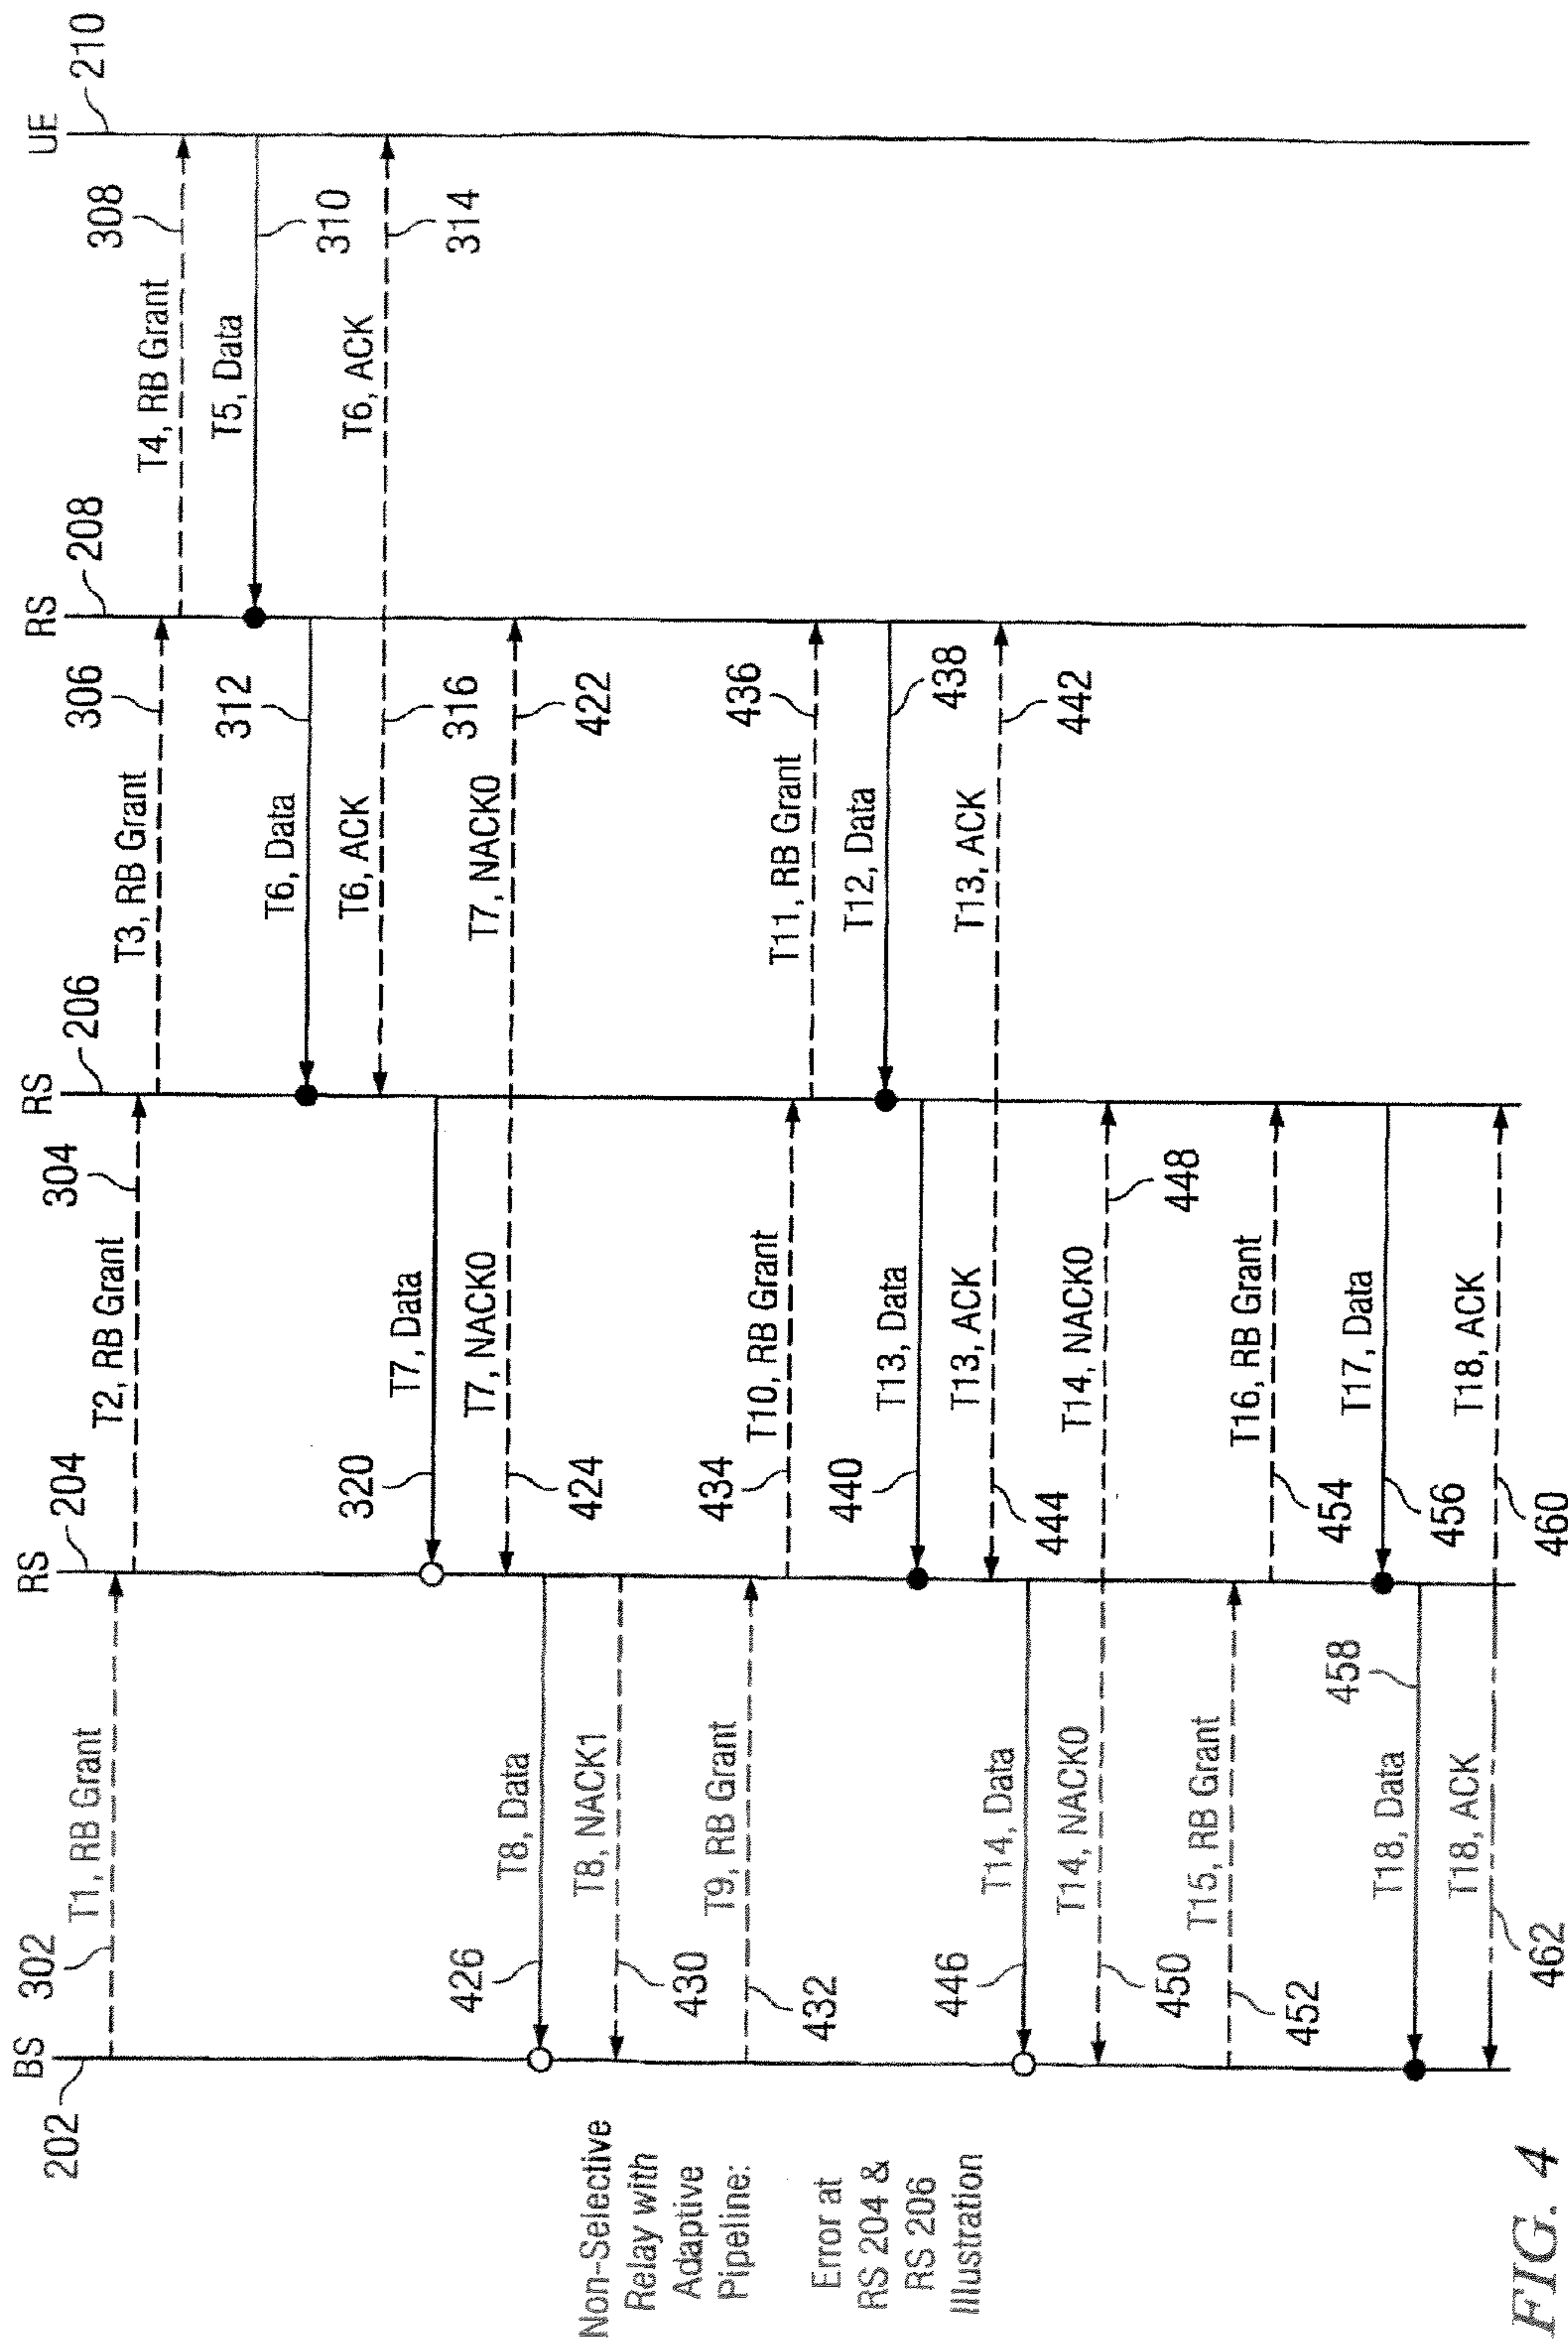 BS
202
RS
204
RS
206
RS
208
UE
210
302
T1, RB Grant
T2, RB Grant
304
T3, RB Grant
306
T4, RB Grant
308
T5, Data
310
T6, Data
312
T6, ACK
316
T6, ACK
314
T7, Data
320
T7, NACK0
424
T7, NACK0
422
426
T8, Data
T8, NACK1
430
T9, RB Grant
432
434
T10, RB Grant
T11, RB Grant
436
T12, Data
438
440
T13, Data
T13, ACK
444
T13, ACK
442
446
T14, Data
T14, NACK0
450
T14, NACK0
448
T15, RB Grant
452
T16, RB Grant
454
T17, Data
456
T18, Data
458
T18, ACK
462
T18, ACK
460
Non-Selective
Relay with
Adaptive
Pipeline:
Error at
RS 204 &
RS 206
Illustration
FIG. 4